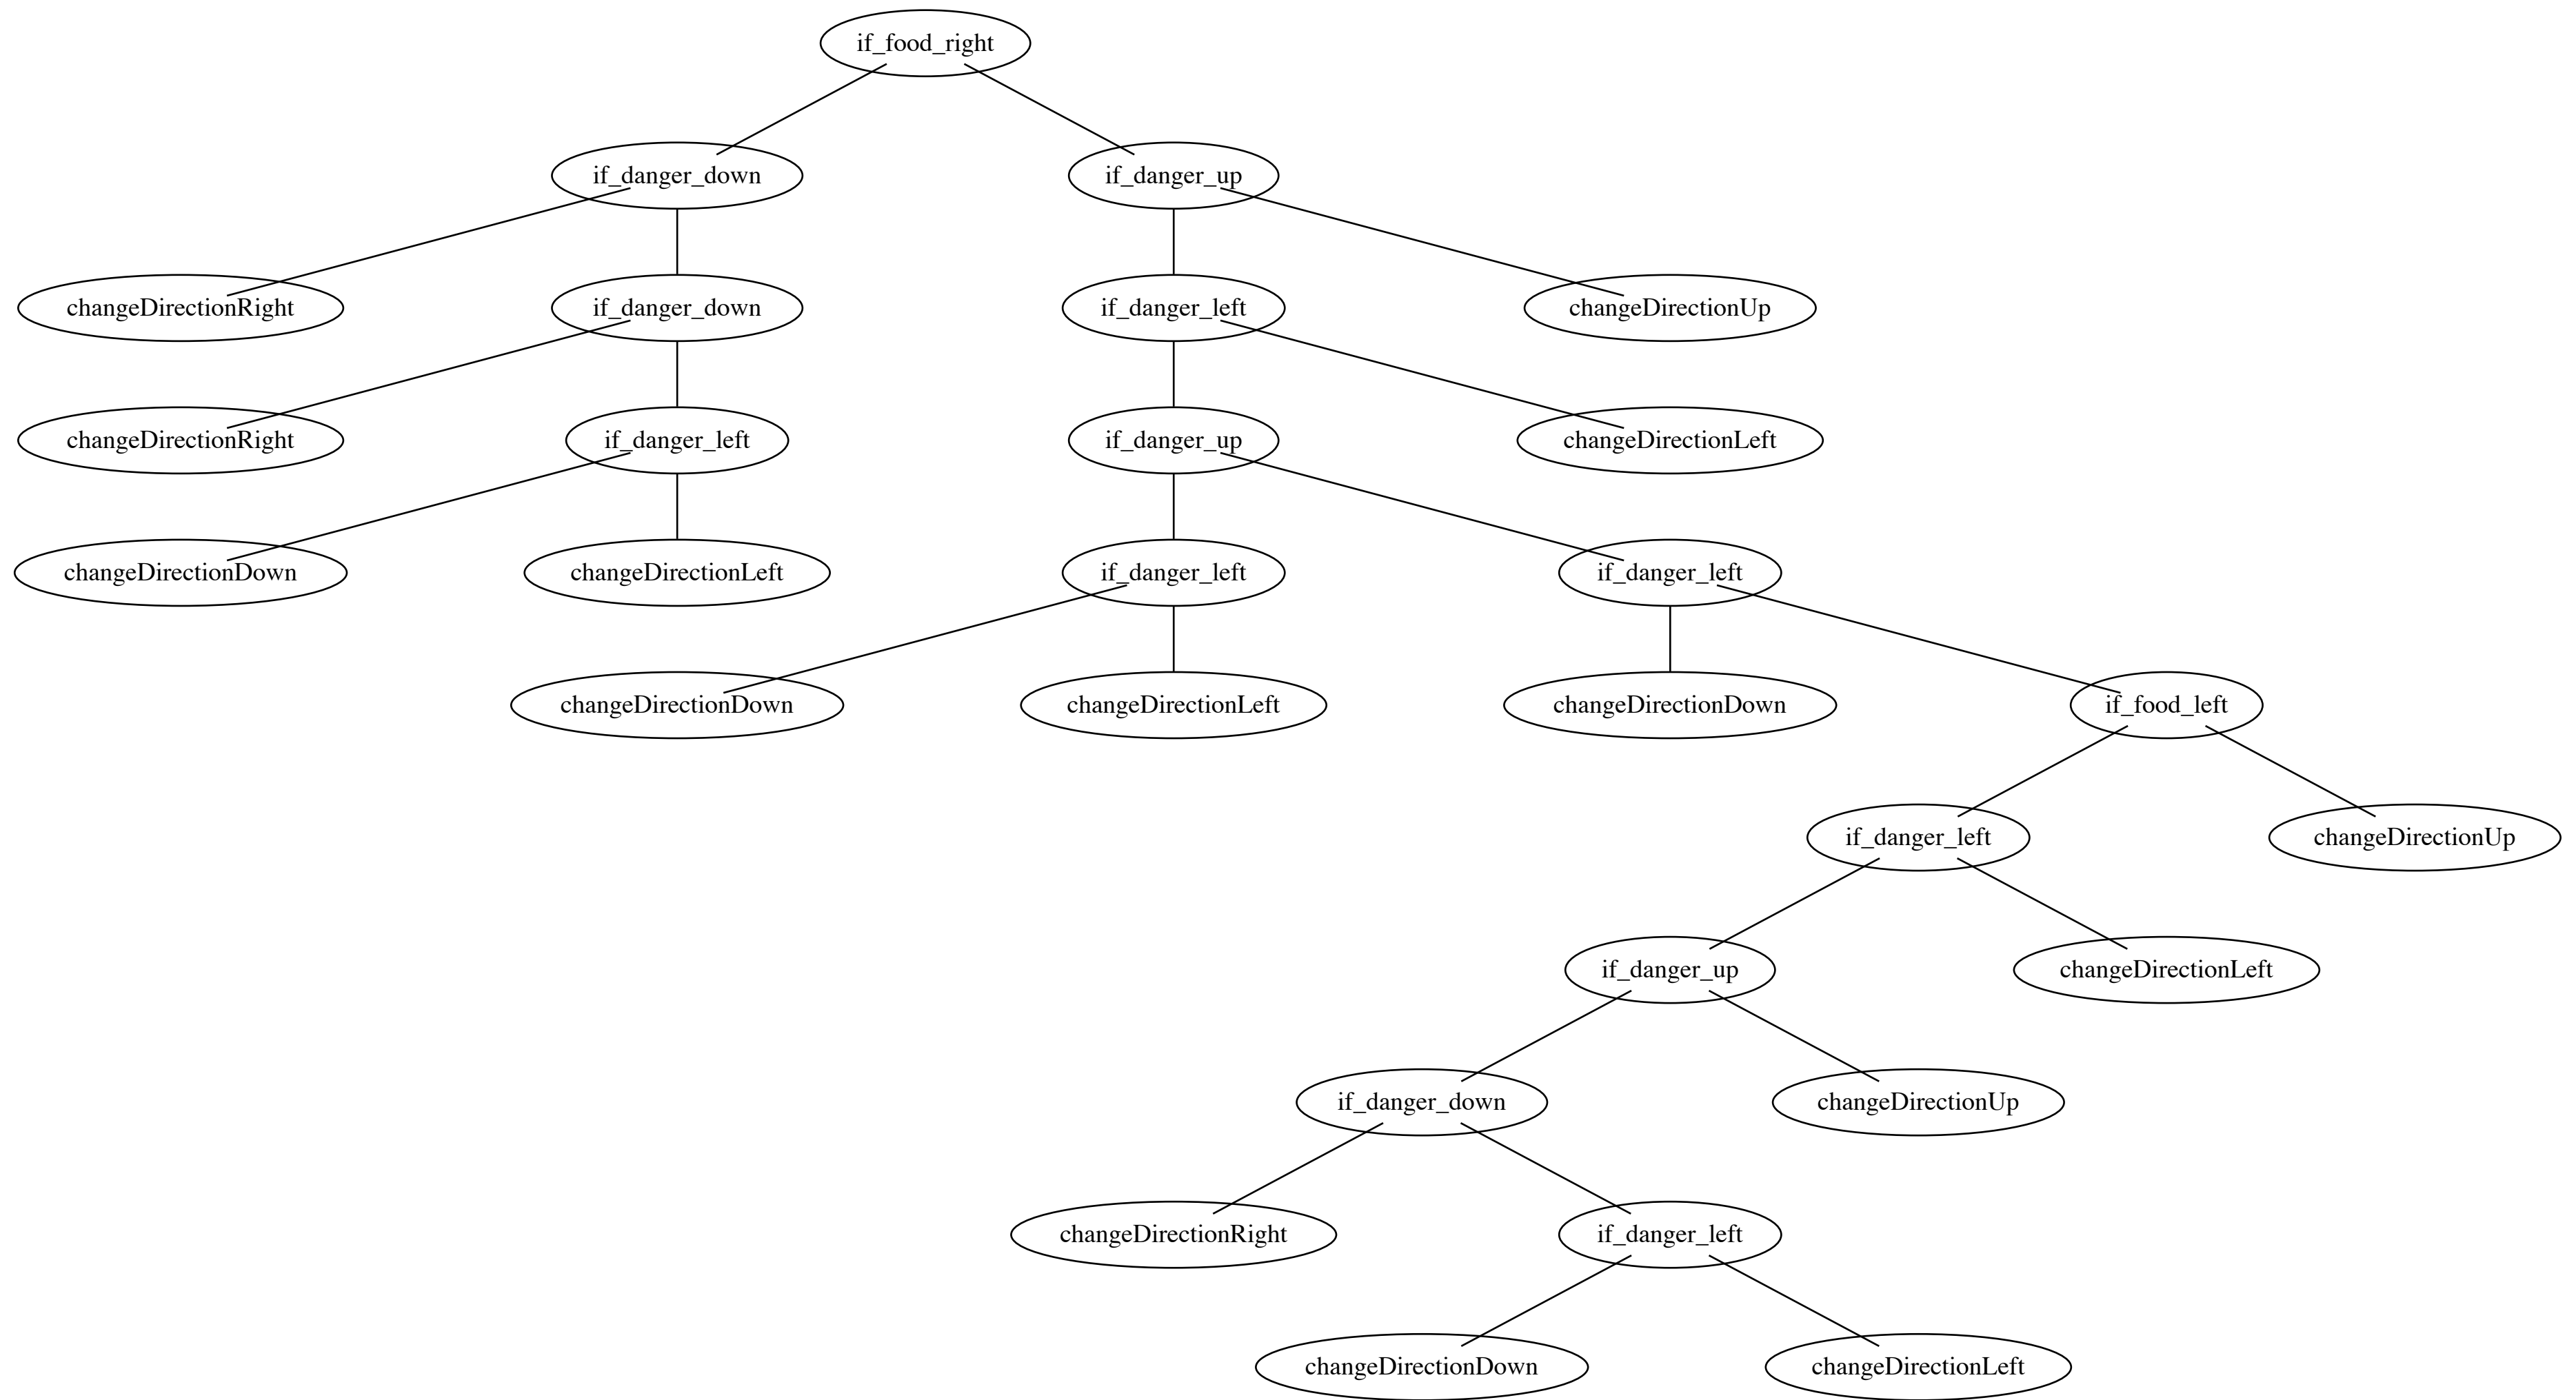 if_food_right
if_danger_down
if_danger_up
changeDirectionRight
if_danger_down
if_danger_left
changeDirectionUp
changeDirectionRight
if_danger_left
if_danger_up
changeDirectionLeft
changeDirectionDown
changeDirectionLeft
if_danger_left
if_danger_left
changeDirectionDown
changeDirectionLeft
changeDirectionDown
if_food_left
if_danger_left
changeDirectionUp
if_danger_up
changeDirectionLeft
if_danger_down
changeDirectionUp
changeDirectionRight
if_danger_left
changeDirectionDown
changeDirectionLeft